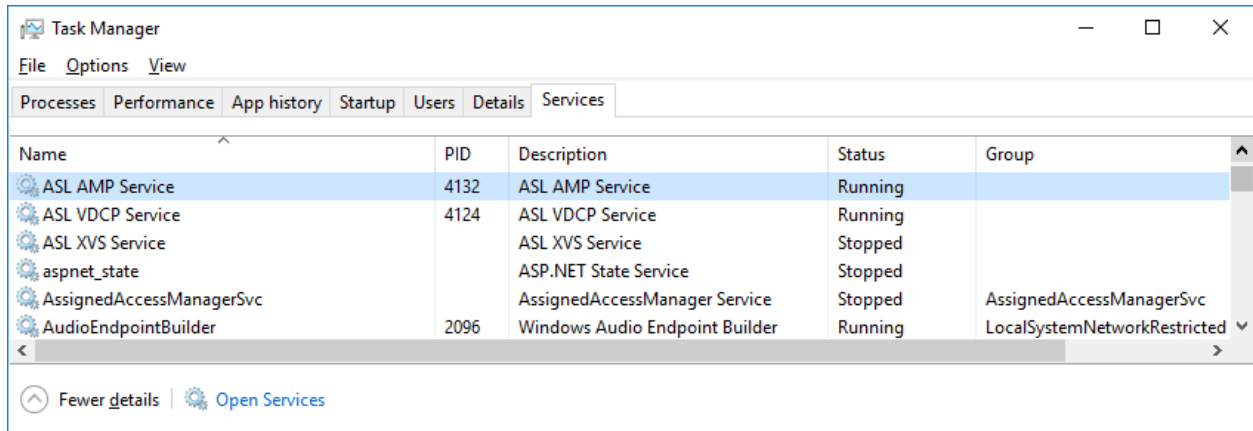 Task Manager
File Options View
Processes Performance App history Startup Users Details Services
Name PID Description Status Group
ASL AMP Service 4132 ASL AMP Service Running
ASL VDCP Service 4124 ASL VDCP Service Running
ASL XVS Service ASL XVS Service Stopped
aspnet_state ASP.NET State Service Stopped
AssignedAccessManagerSvc AssignedAccessManager Service Stopped AssignedAccessManagerSvc
AudioEndpointBuilder 2096 Windows Audio Endpoint Builder Running LocalSystemNetworkRestricted
Fewer details Open Services